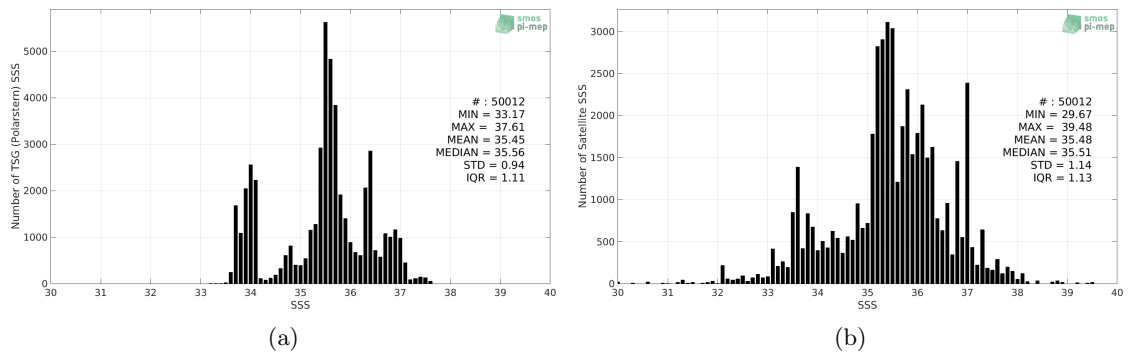 smos
pi-mep
Number of TSG (Polarstern) SSS
5000
4000
3000
2000
1000
0
# : 50012
MIN = 33.17
MAX = 37.61
MEAN = 35.45
MEDIAN = 35.56
STD = 0.94
IQR = 1.11
30 31 32 33 34 35 36 37 38 39 40
SSS
(a)
smos
pi-mep
Number of Satellite SSS
3000
2500
2000
1500
1000
500
0
# : 50012
MIN = 29.67
MAX = 39.48
MEAN = 35.48
MEDIAN = 35.51
STD = 1.14
IQR = 1.13
30 31 32 33 34 35 36 37 38 39 40
SSS
(b)